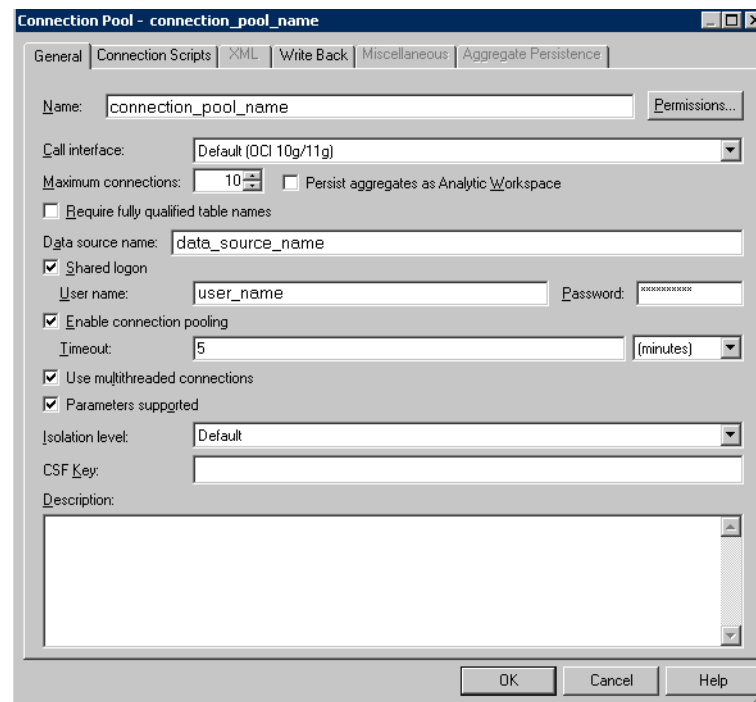 Connection Pool - connection_pool_name
General Connection Scripts XML Write Back Miscellaneous Aggregate Persistence
Name: connection_pool_name Permissions...
Call interface: Default (OCI 10g/11g)
Maximum connections: 10 Persist aggregates as Analytic Workspace
Require fully qualified table names
Data source name: data_source_name
Shared logon
User name: user_name Password: **********
Enable connection pooling
Timeout: 5 (minutes)
Use multithreaded connections
Parameters supported
Isolation level: Default
CSF Key:
Description:
OK Cancel Help